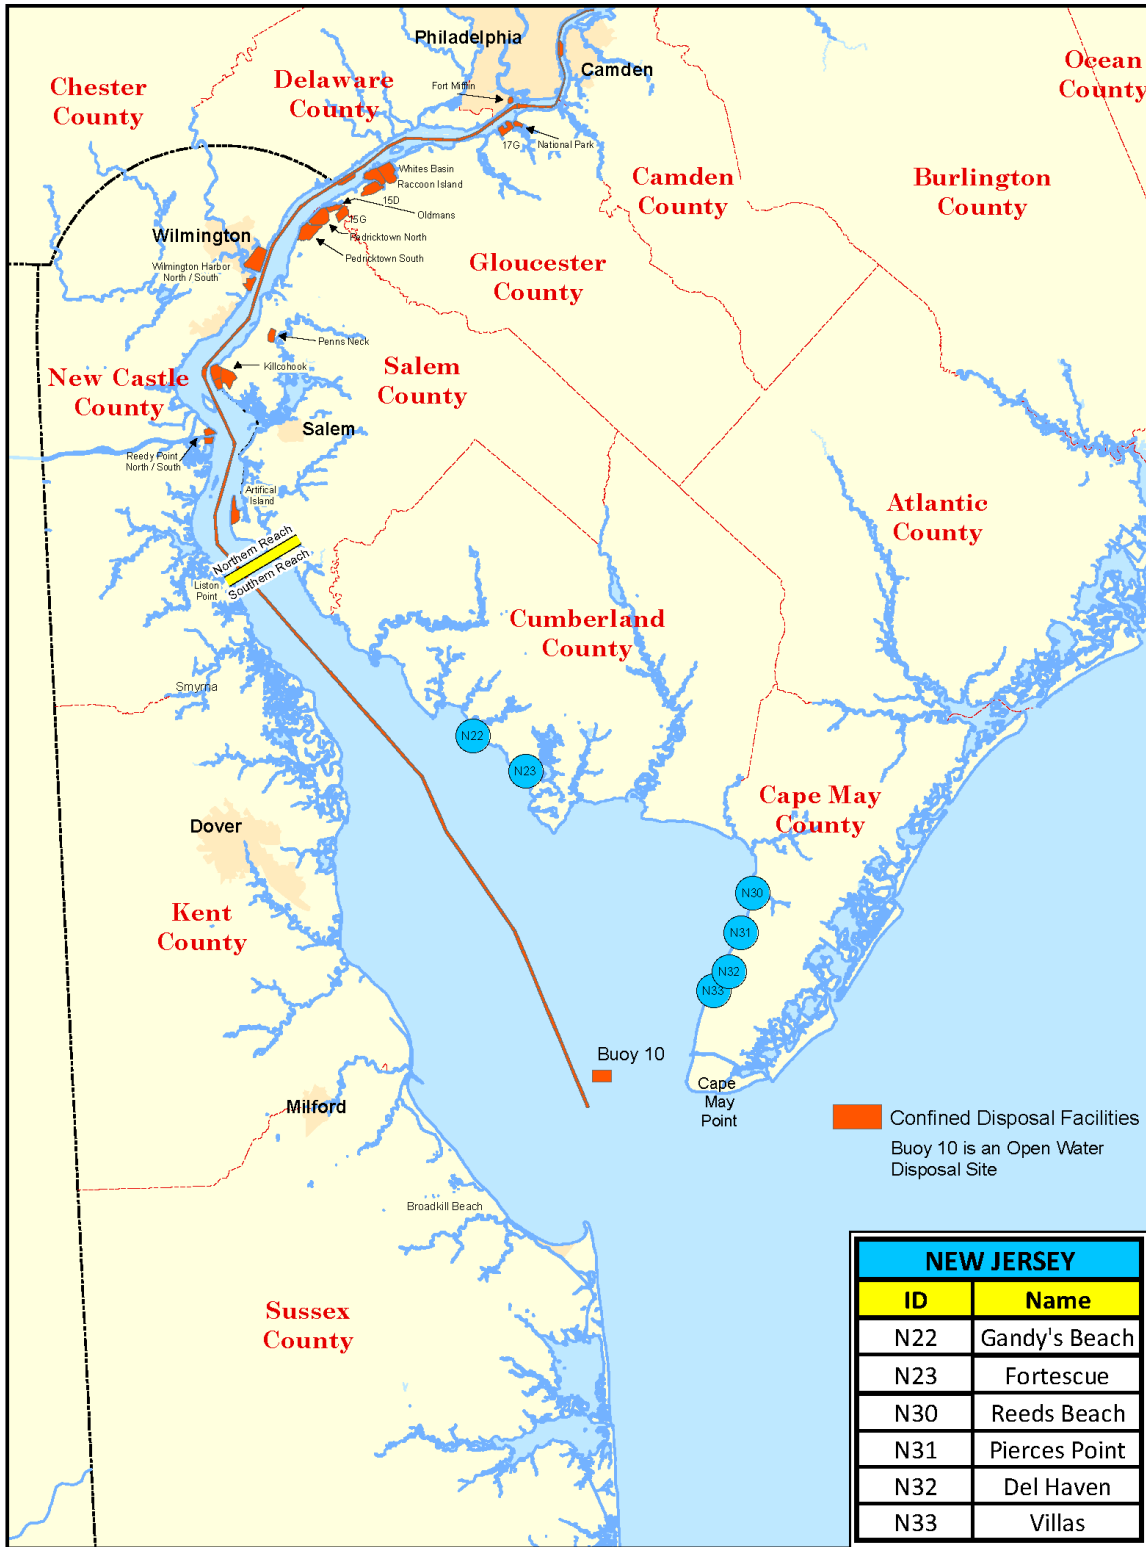 Philadelphia
Camden
Ocean
County
Chester
County
Delaware
County
Fort Mifflin
17G
National Park
Whites Basin
Raccoon Island
15D
Oldmans
15G
Pedricktown North
Pedricktown South
Camden
County
Burlington
County
Wilmington
Wilmington Harbor
North / South
Gloucester
County
Penns Neck
Killcohook
Salem
County
New Castle
County
Salem
Reedy Point
North / South
Artifical
Island
Atlantic
County
Northern Reach
Southern Reach
Liston
Point
Cumberland
County
Smyrna
N22
N23
Cape May
County
Dover
N30
Kent
County
N31
N32
N33
Buoy 10
Cape
May
Point
Milford
Confined Disposal Facilities
Buoy 10 is an Open Water
Disposal Site
Broadkill Beach
Sussex
County
NEW JERSEY
ID Name
N22 Gandy's Beach
N23 Fortescue
N30 Reeds Beach
N31 Pierces Point
N32 Del Haven
N33 Villas